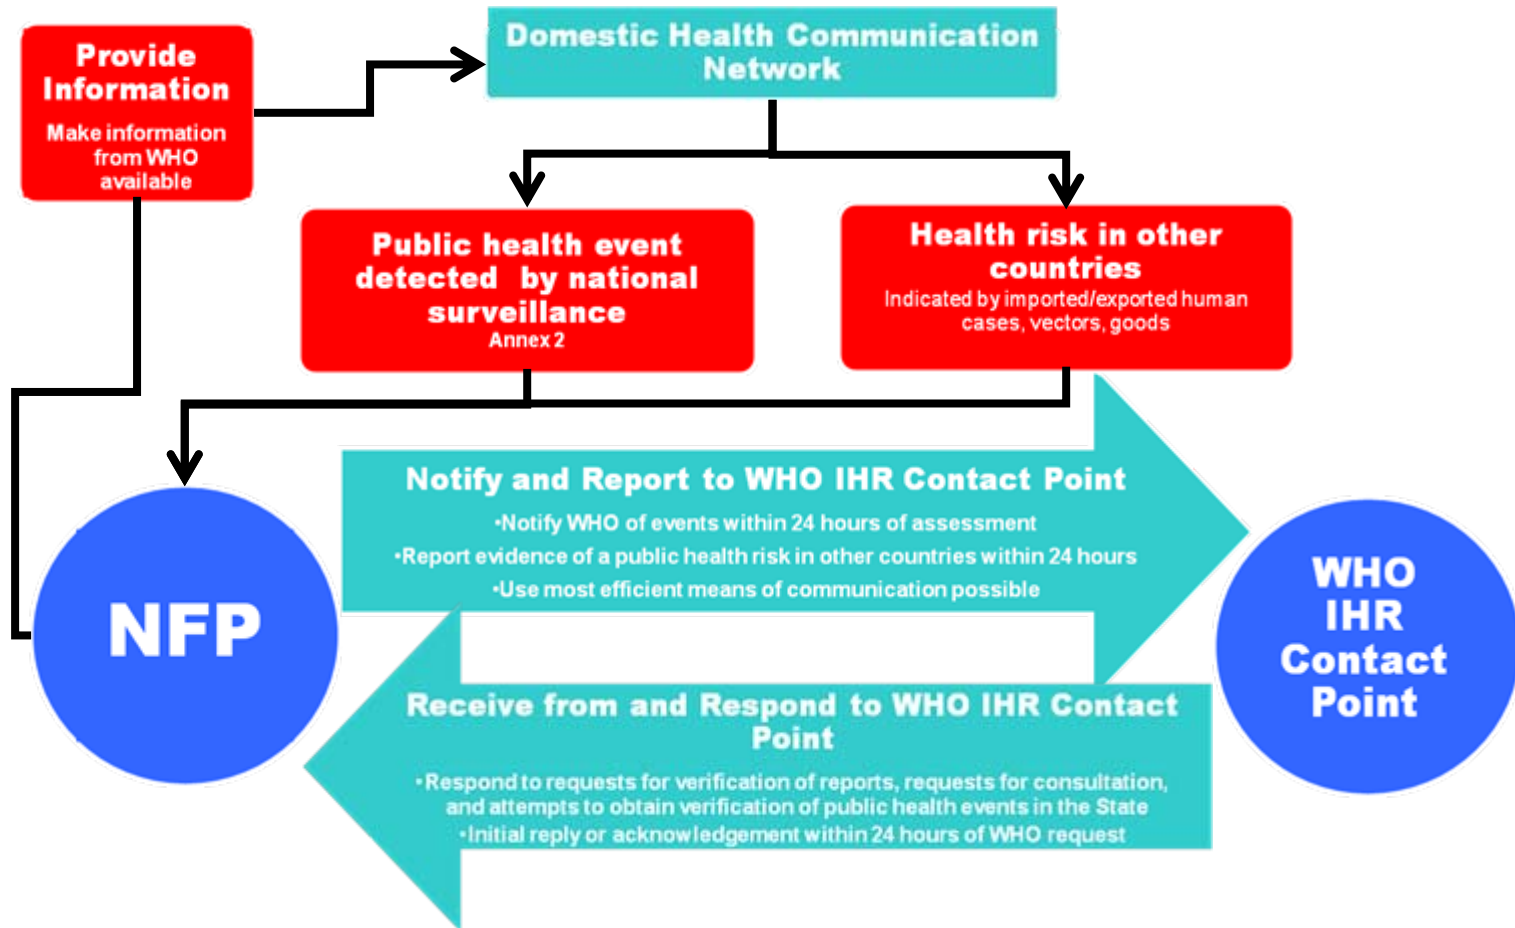 Provide
Information
Make information
from WHO
available
Domestic Health Communication
Network
Public health event
detected by national
surveillance
Annex 2
Health risk in other
countries
Indicated by imported/exported human
cases, vectors, goods
Notify and Report to WHO IHR Contact Point
•Notify WHO of events within 24 hours of assessment
•Report evidence of a public health risk in other countries within 24 hours
•Use most efficient means of communication possible
NFP
WHO
IHR
Contact
Point
Receive from and Respond to WHO IHR Contact
Point
•Respond to requests for verification of reports, requests for consultation,
and attempts to obtain verification of public health events in the State
•Initial reply or acknowledgement within 24 hours of WHO request